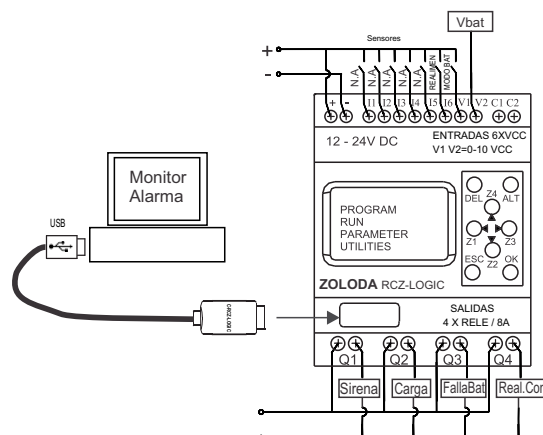 Vbat
Sensores
+
-
N.A
N.A
N.A
N.A
N.A
REALIMEN
MODO BAT
+ - I1 I2 I3 I4 I5 I6 V1 V2 C1 C2
12 - 24V DC
ENTRADAS 6XVCC
V1 V2=0-10 VCC
Monitor
Alarma
USB
PROGRAM
RUN
PARAMETER
UTILITIES
DEL Z4 ALT
Z1 Z3
ESC Z2 OK
ZOLODA RCZ-LOGIC
SALIDAS
4 X RELE / 8A
Q1 Q2 Q3 Q4
Sirena
Carga
FallaBat
Real.Con